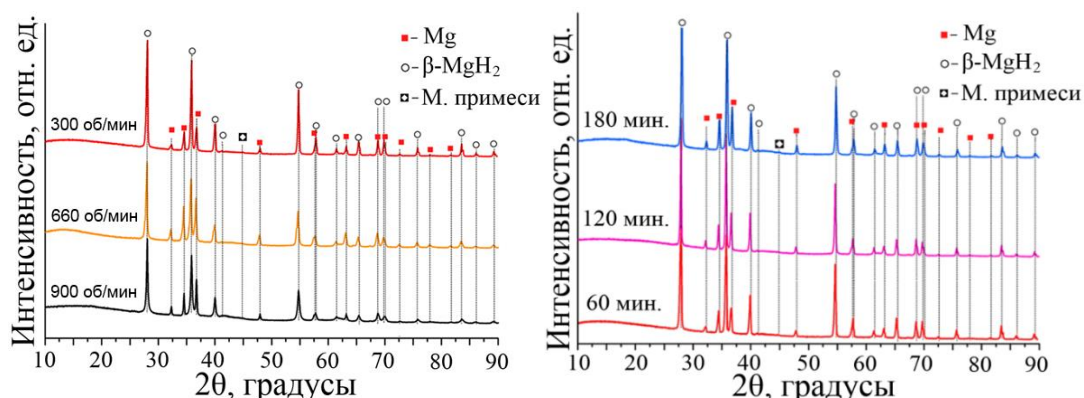 Интенсивность, отн. ед.
- Mg
- β-MgH₂
- М. примеси
300 об/мин
660 об/мин
900 об/мин
10 20 30 40 50 60 70 80 90
2θ, градусы
Интенсивность, отн. ед.
- Mg
- β-MgH₂
- М. примеси
180 мин.
120 мин.
60 мин.
10 20 30 40 50 60 70 80 90
2θ, градусы